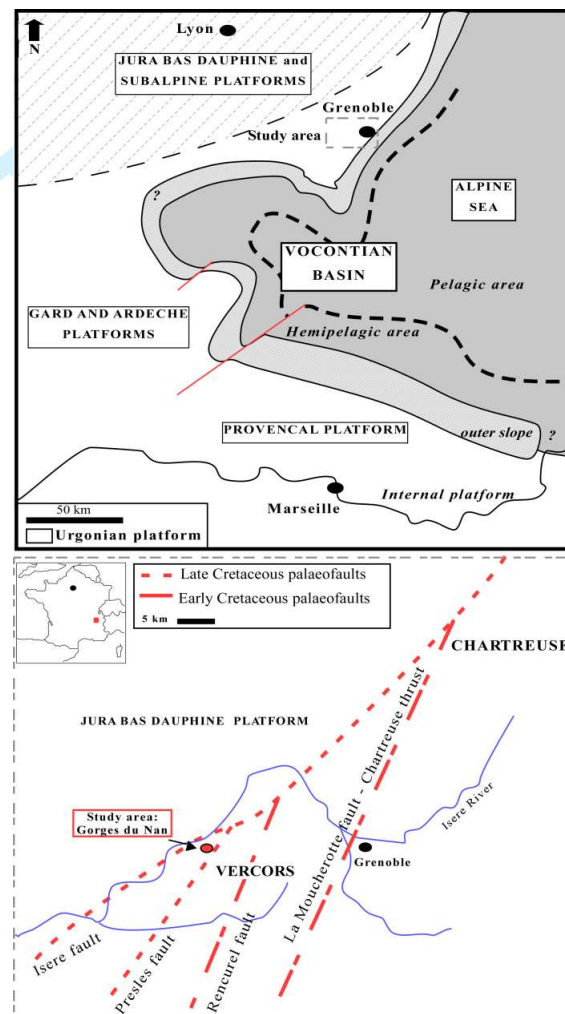 Lyon
N
JURA BAS DAUPHINE and
SUBALPINE PLATFORMS
Grenoble
Study area
?
ALPINE
SEA
VOCONTIAN
BASIN
Pelagic area
GARD AND ARDECHE
PLATFORMS
Hemipelagic area
PROVENCAL PLATFORM
outer slope
?
Internal platform
Marseille
50 km
Urgonian platform
Late Cretaceous palaeofaults
Early Cretaceous palaeofaults
5 km
CHARTREUSE
JURA BAS DAUPHINE PLATFORM
La Moucherotte fault - Chartreuse thrust
Isere River
Study area:
Gorges du Nan
VERCORS
Grenoble
Isere fault
Presles fault
Rencurel fault